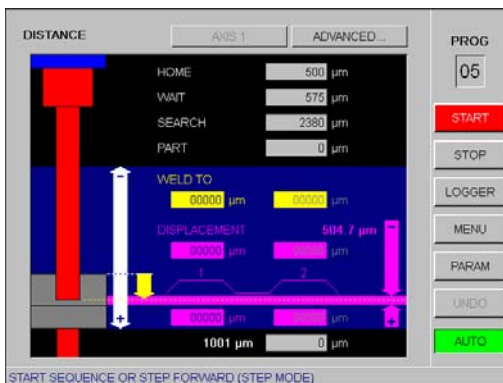 DISTANCE
AXIS 1
ADVANCED...
PROG
05
HOME 500 µm
WAIT 575 µm
SEARCH 2380 µm
PART 0 µm
WELD TO
00000 µm 00000 µm
DISPLACEMENT 504.7 µm
00000 µm 00000 µm
1 2
00000 µm 00000 µm
1001 µm 0 µm
START
STOP
LOGGER
MENU
PARAM
UNDO
AUTO
START SEQUENCE OR STEP FORWARD (STEP MODE)